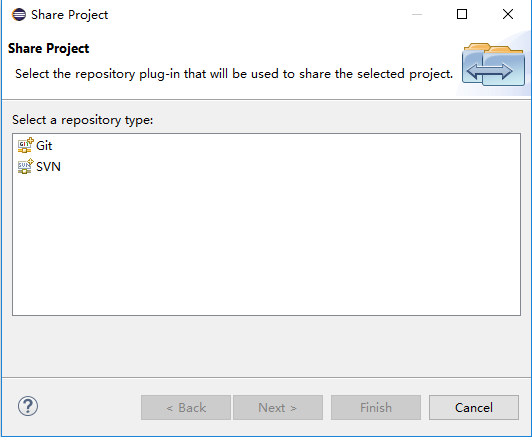 Share Project
Share Project
Select the repository plug-in that will be used to share the selected project.
Select a repository type:
Git
SVN
?
< Back
Next >
Finish
Cancel